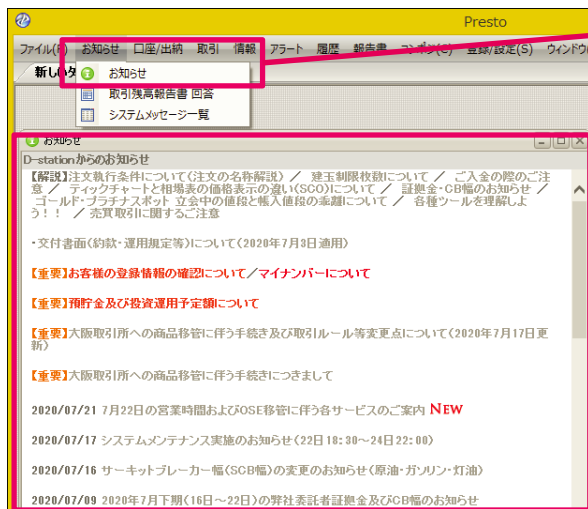 Presto
ファイル(F) お知らせ 口座/出納 取引 情報 アラート 履歴 報告書 コンポジ(C) 登録/設定(S) ウィンドウ
新しいタ
お知らせ
取引残高報告書 回答
システムメッセージ一覧
お知らせ
D-stationからのお知らせ
【解説】注文執行条件について(注文の名称解説) / 建玉制限枚数について / ご入金の際のご注
意 / ティックチャートと相場表の価格表示の違い(SCO)について / 証拠金・CB幅のお知らせ /
ゴールド・プラチナスポット 立会中の値段と帳入値段の乖離について / 各種ツールを理解しよ
う!! / 売買取引に関するご注意
・交付書面(約款・運用規定等)について(2020年7月3日適用)
【重要】お客様の登録情報の確認について/マイナンバーについて
【重要】預貯金及び投資運用予定額について
【重要】大阪取引所への商品移管に伴う手続き及び取引ルール等変更点について(2020年7月17日更
新)
【重要】大阪取引所への商品移管に伴う手続きにつきまして
2020/07/21 7月22日の営業時間およびOSE移管に伴う各サービスのご案内 NEW
2020/07/17 システムメンテナンス実施のお知らせ(22日18:30～24日22:00)
2020/07/16 サーキットブレーカー幅(SCB幅)の変更のお知らせ(原油・ガソリン・灯油)
2020/07/09 2020年7月下期(16日～22日)の弊社委託者証拠金及びCB幅のお知らせ